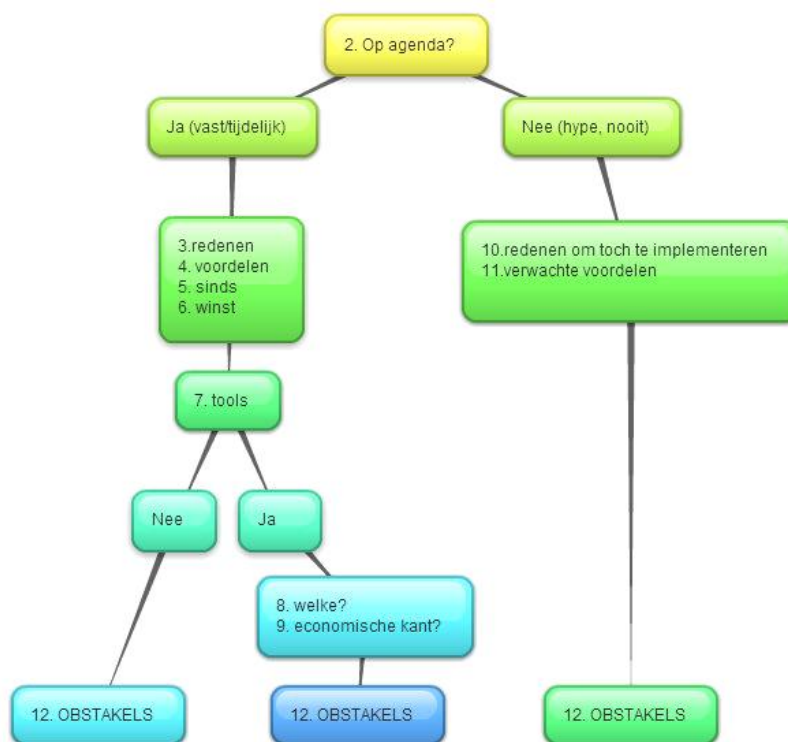 2. Op agenda?
Ja (vast/tijdelijk)
Nee (hype, nooit)
3.redenen
4. voordelen
5. sinds
6. winst
10.redenen om toch te implementeren
11.verwachte voordelen
7. tools
Nee
Ja
8. welke?
9. economische kant?
12. OBSTAKELS
12. OBSTAKELS
12. OBSTAKELS